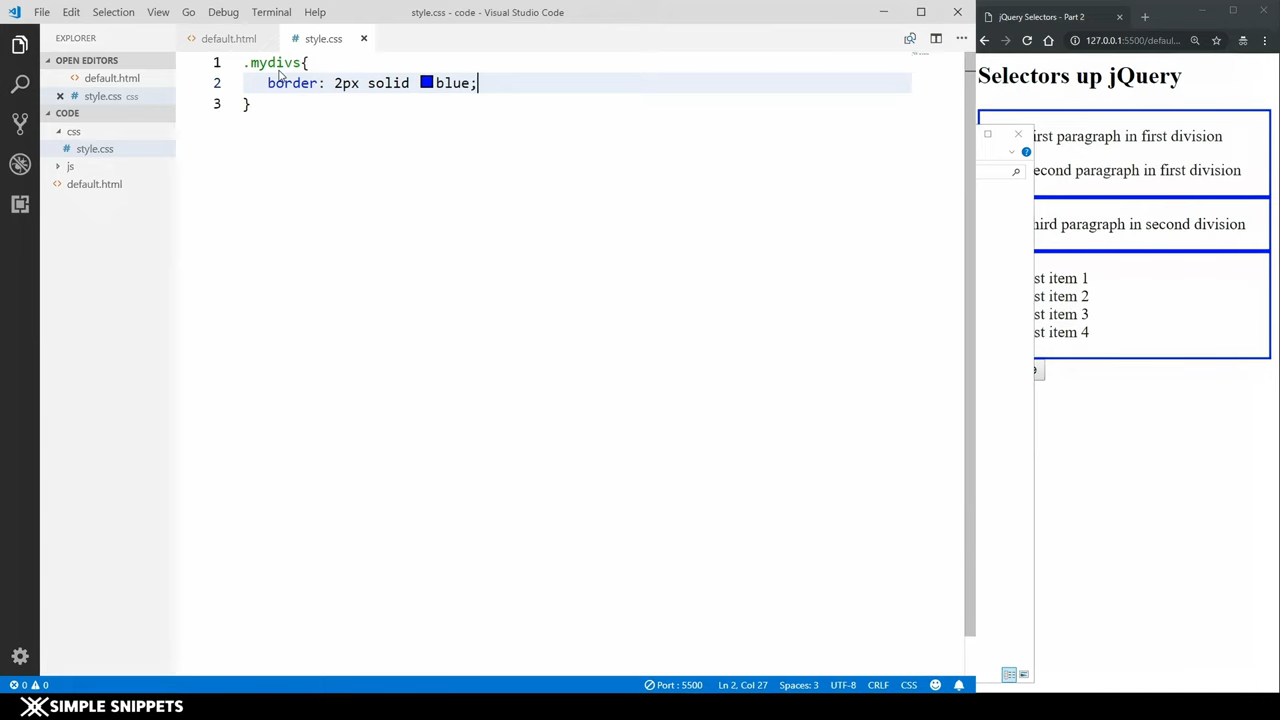 File Edit Selection View Go Debug Terminal Help
style.css - code - Visual Studio Code
EXPLORER
OPEN EDITORS
default.html
style.css css
CODE
css
style.css
js
default.html
default.html
style.css
1 .mydivs{
2 border: 2px solid blue;
3 }
jQuery Selectors - Part 2
127.0.0.1:5500/defau...
Selectors up jQuery
irst paragraph in first division
econd paragraph in first division
hird paragraph in second division
st item 1
st item 2
st item 3
st item 4
0 0
Port : 5500
Ln 2, Col 27
Spaces: 3
UTF-8
CRLF
CSS
SIMPLE SNIPPETS